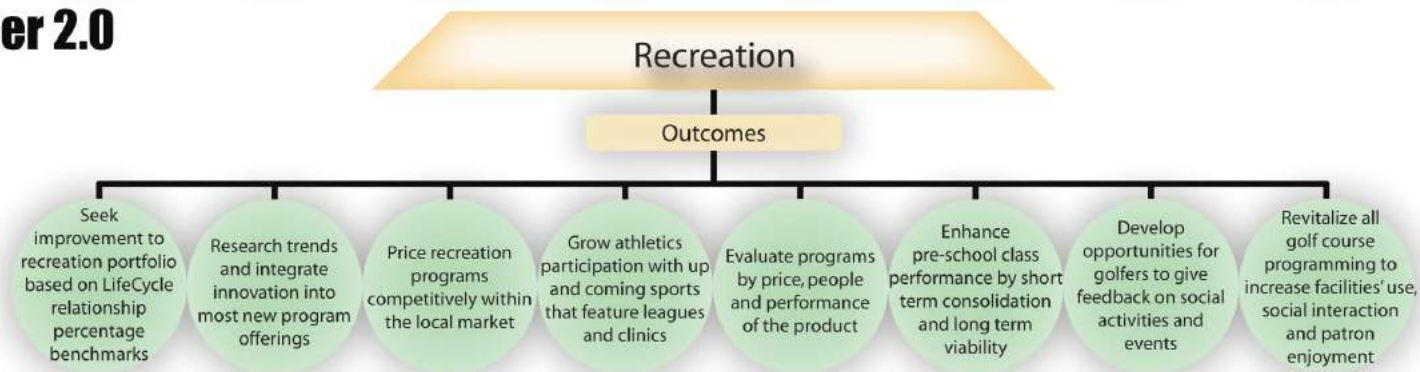 er 2.0
Recreation
Outcomes
Seek
improvement to
recreation portfolio
based on LifeCycle
relationship
percentage
benchmarks
Research trends
and integrate
innovation into
most new program
offerings
Price recreation
programs
competitively within
the local market
Grow athletics
participation with up
and coming sports
that feature leagues
and clinics
Evaluate programs
by price, people
and performance
of the product
Enhance
pre-school class
performance by short
term consolidation
and long term
viability
Develop
opportunities for
golfers to give
feedback on social
activities and
events
Revitalize all
golf course
programming to
increase facilities' use,
social interaction
and patron
enjoyment